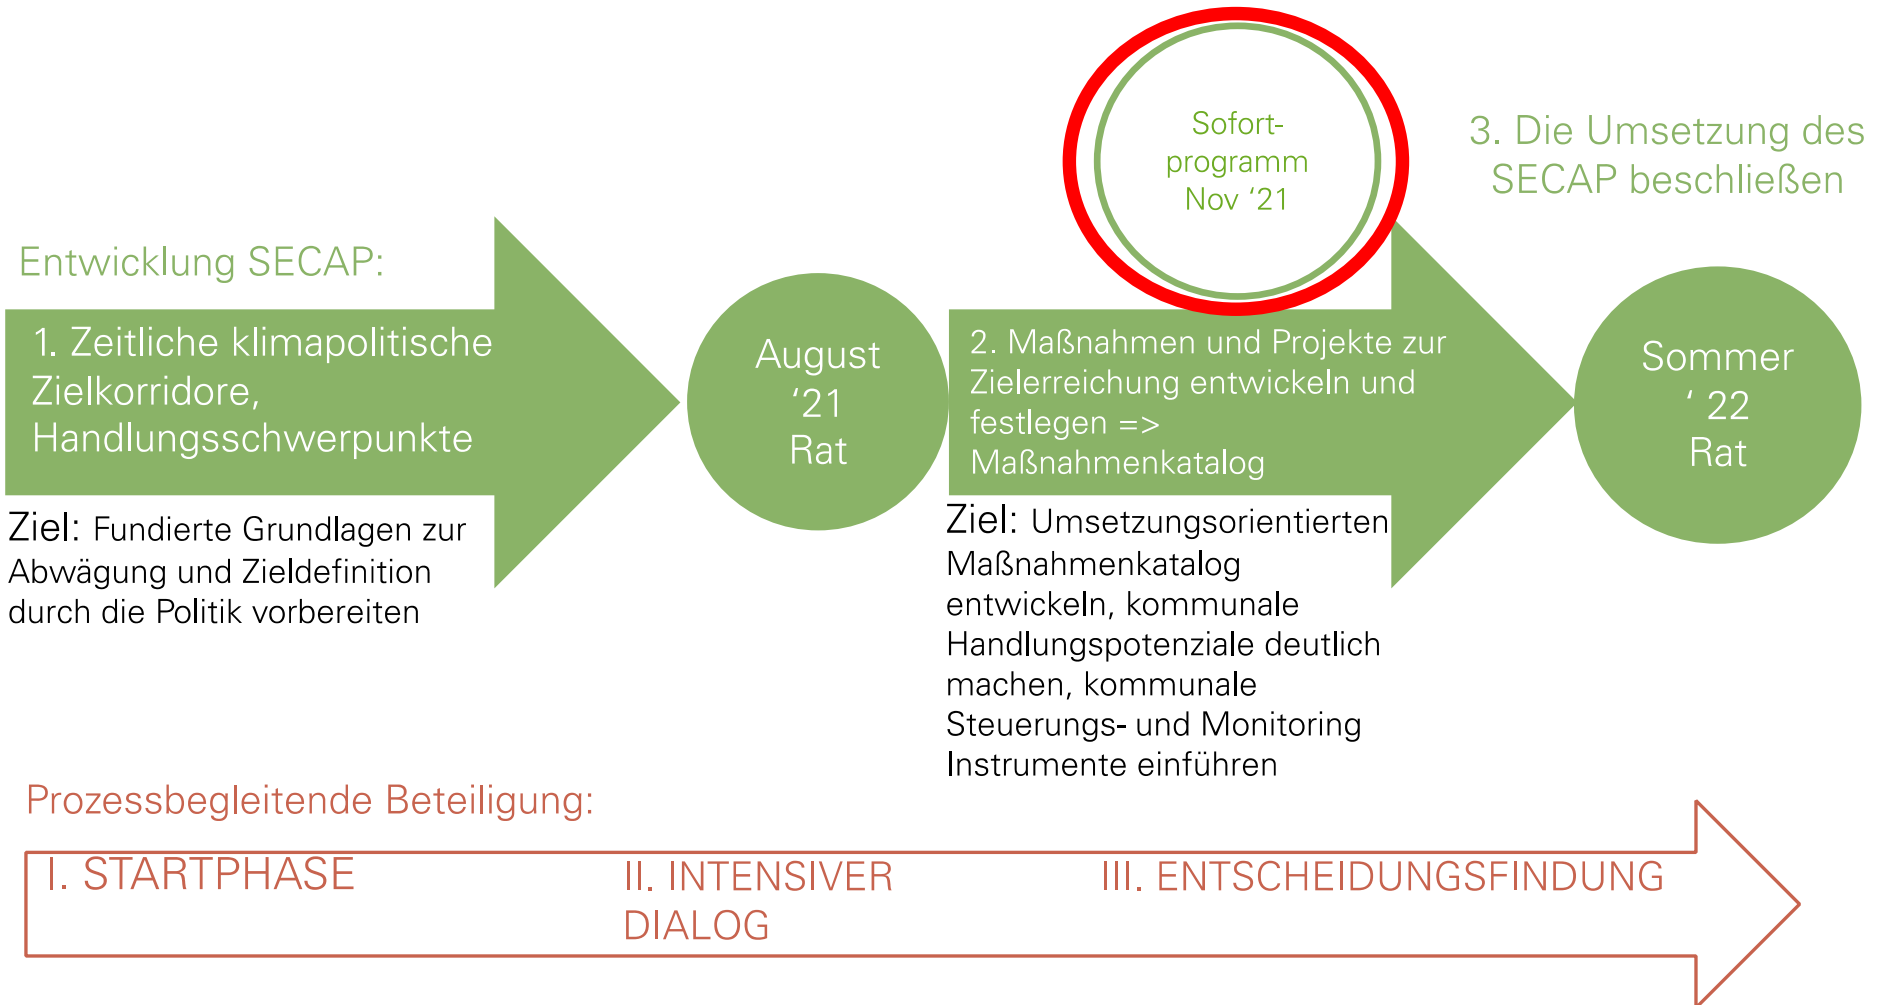 Entwicklung SECAP:
1. Zeitliche klimapolitische
Zielkorridore,
Handlungsschwerpunkte
Ziel: Fundierte Grundlagen zur
Abwägung und Zieldefinition
durch die Politik vorbereiten
August
‘21
Rat
Sofort-
programm
Nov ‘21
2. Maßnahmen und Projekte zur
Zielerreichung entwickeln und
festlegen =>
Maßnahmenkatalog
Ziel: Umsetzungsorientierten
Maßnahmenkatalog
entwickeln, kommunale
Handlungspotenziale deutlich
machen, kommunale
Steuerungs- und Monitoring
Instrumente einführen
3. Die Umsetzung des
SECAP beschließen
Sommer
‘ 22
Rat
Prozessbegleitende Beteiligung:
I. STARTPHASE
II. INTENSIVER
DIALOG
III. ENTSCHEIDUNGSFINDUNG